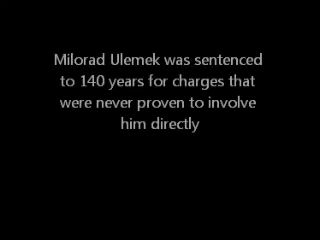 Milorad Ulemek was sentenced
to 140 years for charges that
were never proven to involve
him directly